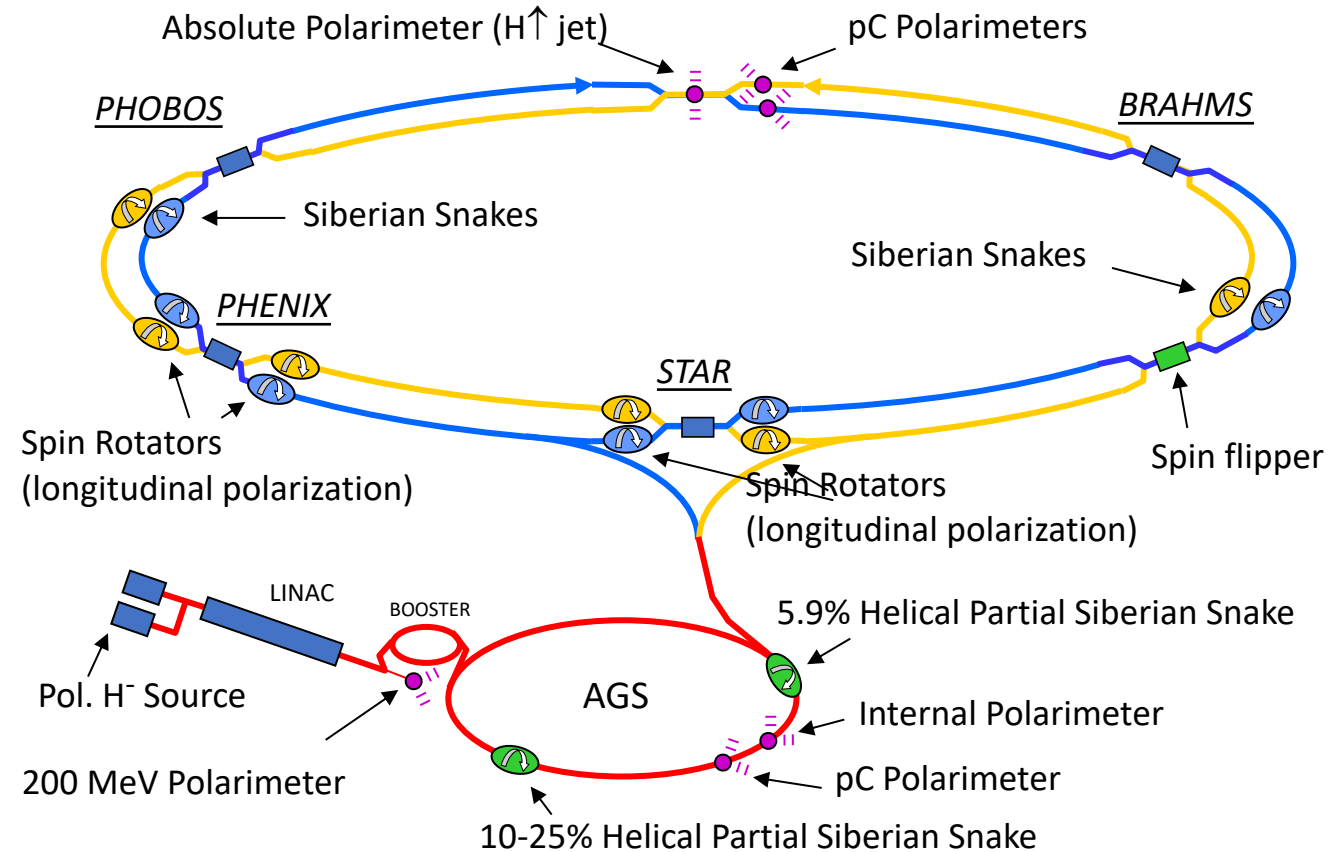 Absolute Polarimeter (H↑ jet)
pC Polarimeters
PHOBOS
BRAHMS
Siberian Snakes
Siberian Snakes
PHENIX
STAR
Spin Rotators
(longitudinal polarization)
Spin flipper
Spin Rotators
(longitudinal polarization)
LINAC
BOOSTER
5.9% Helical Partial Siberian Snake
Pol. H⁻ Source
AGS
Internal Polarimeter
200 MeV Polarimeter
pC Polarimeter
10-25% Helical Partial Siberian Snake